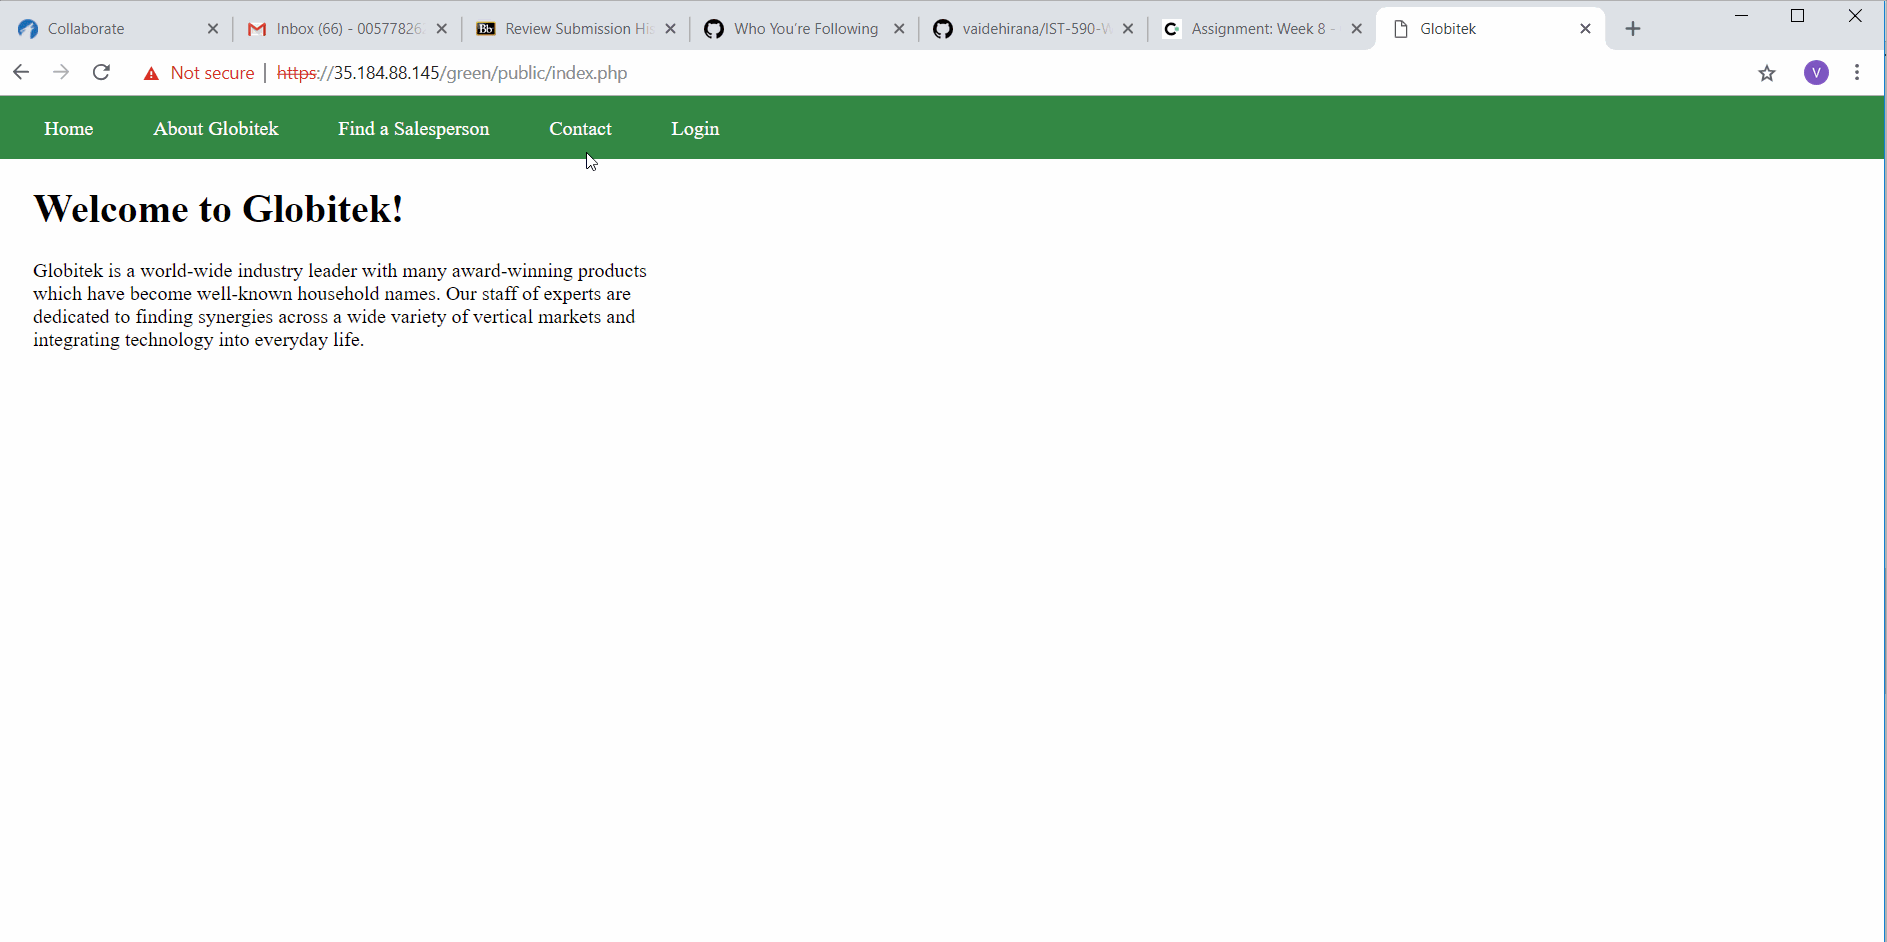 Collaborate
Inbox (66) - 00577826
Bb Review Submission His
Who You're Following
vaidehirana/IST-590-W
Assignment: Week 8 -
Globitek
Not secure | https://35.184.88.145/green/public/index.php
V
Home About Globitek Find a Salesperson Contact Login
Welcome to Globitek!
Globitek is a world-wide industry leader with many award-winning products
which have become well-known household names. Our staff of experts are
dedicated to finding synergies across a wide variety of vertical markets and
integrating technology into everyday life.